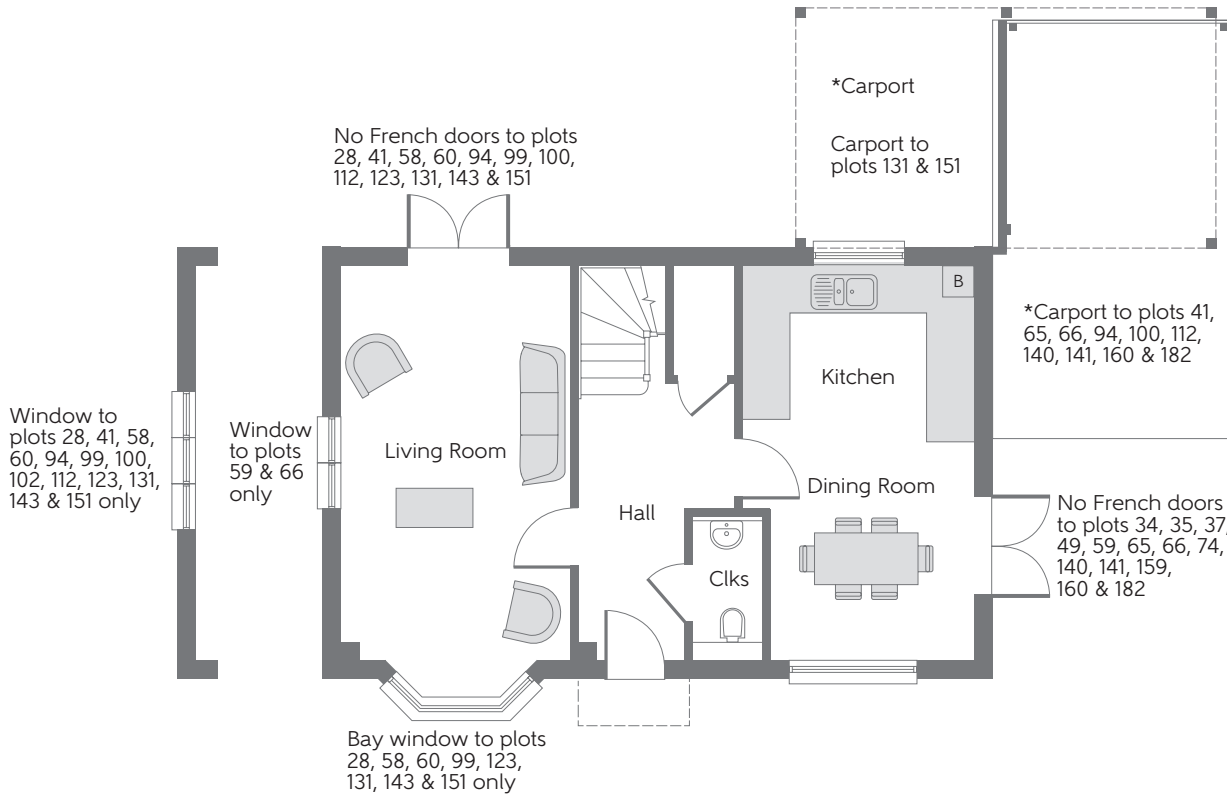 *Carport
Carport to
plots 131 & 151
No French doors to plots
28, 41, 58, 60, 94, 99, 100,
112, 123, 131, 143 & 151
B
*Carport to plots 41,
65, 66, 94, 100, 112,
140, 141, 160 & 182
Kitchen
Window to
plots 28, 41, 58,
60, 94, 99, 100,
102, 112, 123, 131,
143 & 151 only
Window
to plots
59 & 66
only
Living Room
Hall
Dining Room
Clks
No French doors
to plots 34, 35, 37,
49, 59, 65, 66, 74,
140, 141, 159,
160 & 182
Bay window to plots
28, 58, 60, 99, 123,
131, 143 & 151 only